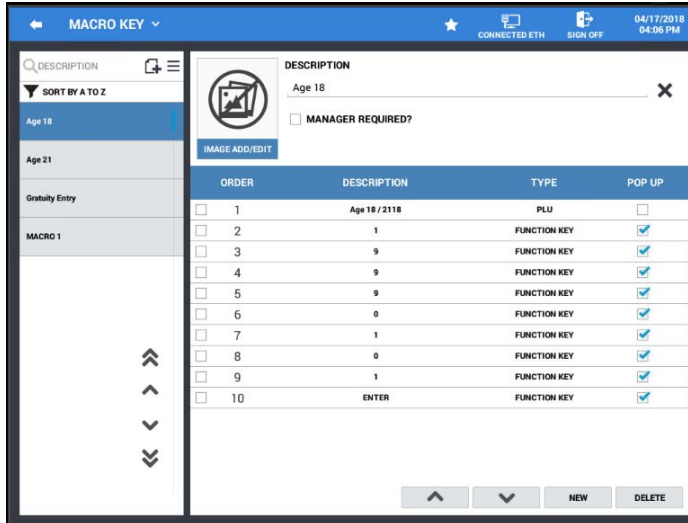 MACRO KEY
CONNECTED ETH
SIGN OFF
04/17/2018
04:06 PM
DESCRIPTION
SORT BY A TO Z
Age 18
Age 21
Gratuity Entry
MACRO 1
IMAGE ADD/EDIT
DESCRIPTION
Age 18
MANAGER REQUIRED?
ORDER DESCRIPTION TYPE POP UP
1 Age 18 / 2118 PLU
2 1 FUNCTION KEY
3 9 FUNCTION KEY
4 9 FUNCTION KEY
5 9 FUNCTION KEY
6 0 FUNCTION KEY
7 1 FUNCTION KEY
8 0 FUNCTION KEY
9 1 FUNCTION KEY
10 ENTER FUNCTION KEY
NEW DELETE